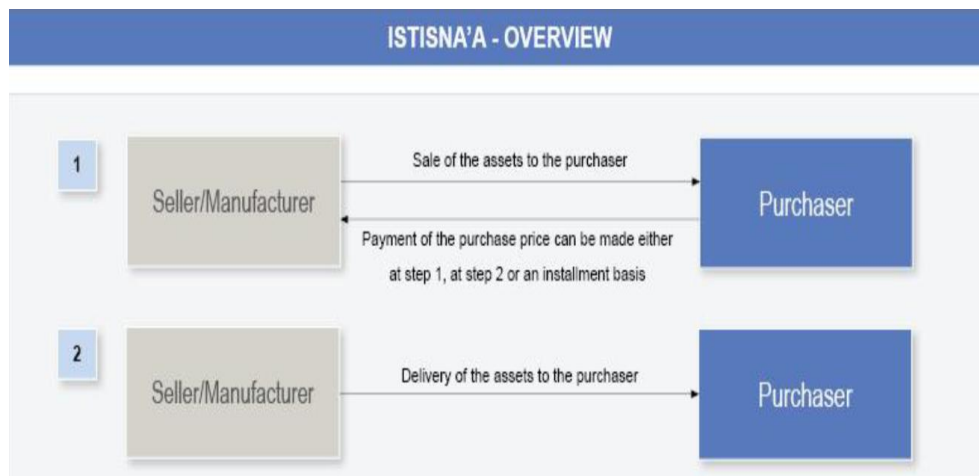 ISTISNA’A - OVERVIEW
1
Seller/Manufacturer
Sale of the assets to the purchaser
Payment of the purchase price can be made either
at step 1, at step 2 or an installment basis
Purchaser
2
Seller/Manufacturer
Delivery of the assets to the purchaser
Purchaser